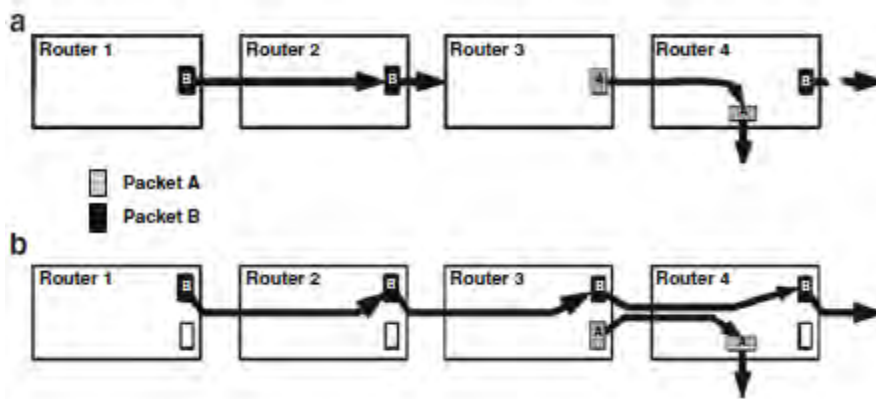 a
Router 1 Router 2 Router 3 Router 4
B B A B
A
Packet A
Packet B
b
Router 1 Router 2 Router 3 Router 4
B B B B
A A